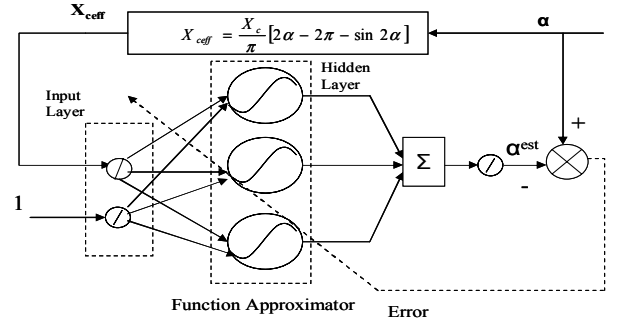 X_ceff
X_ceff = X_c/π [2α − 2π − sin 2α]
α
Input
Layer
Hidden
Layer
+
1
Σ
α^est
-
Function Approximator
Error